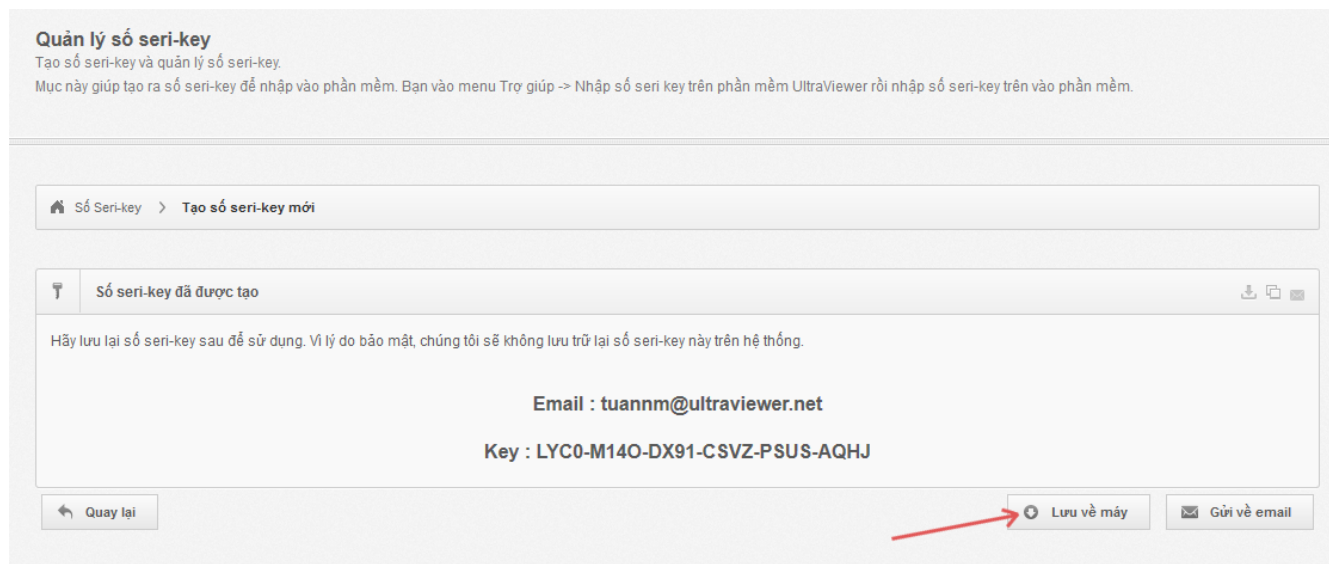 Quản lý số seri-key
Tạo số seri-key và quản lý số seri-key.
Mục này giúp tạo ra số seri-key để nhập vào phần mềm. Bạn vào menu Trợ giúp -> Nhập số seri key trên phần mềm UltraViewer rồi nhập số seri-key trên vào phần mềm.
Số Seri-key > Tạo số seri-key mới
Số seri-key đã được tạo
Hãy lưu lại số seri-key sau để sử dụng. Vì lý do bảo mật, chúng tôi sẽ không lưu trữ lại số seri-key này trên hệ thống.
Email : tuannm@ultraviewer.net
Key : LYC0-M14O-DX91-CSVZ-PSUS-AQHJ
Quay lại
Lưu về máy
Gửi về email